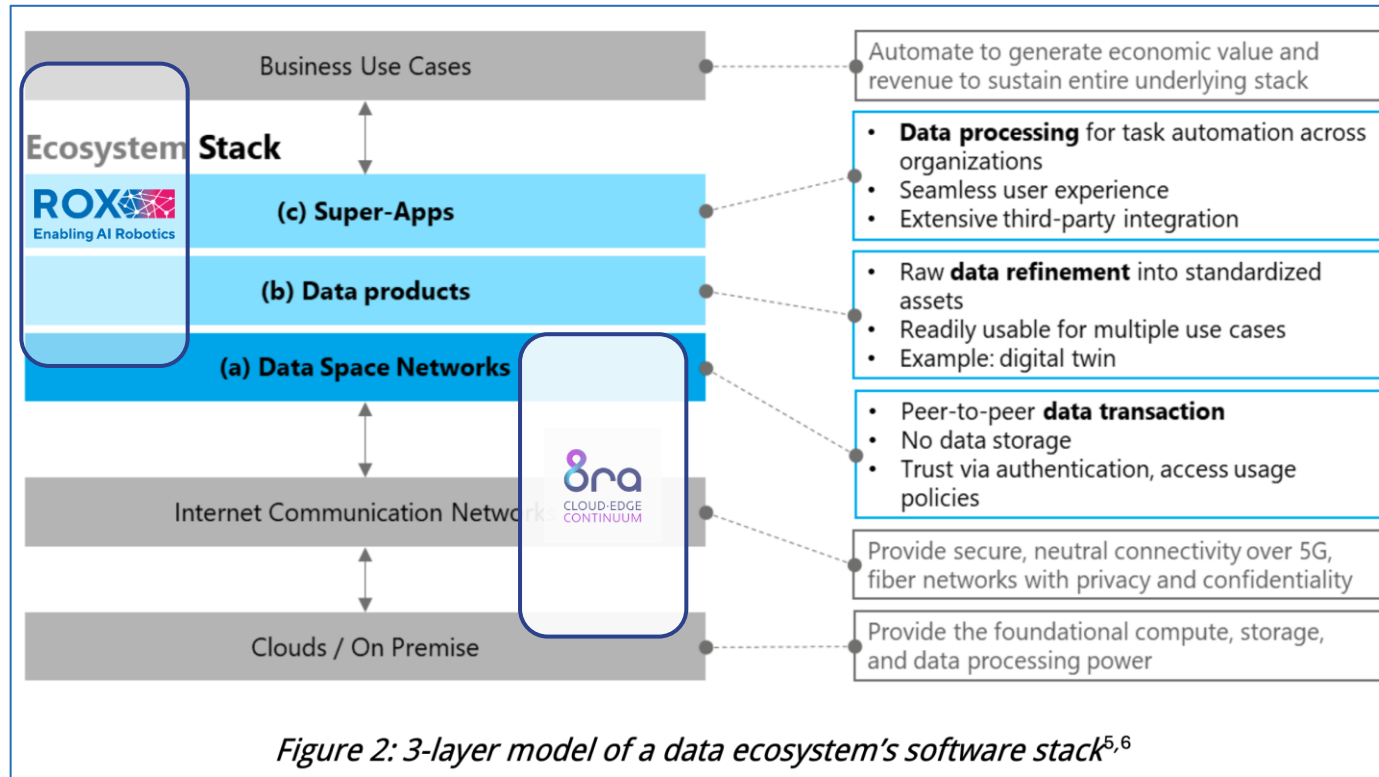 Business Use Cases
Automate to generate economic value and
revenue to sustain entire underlying stack
Ecosystem Stack
ROX
Enabling AI Robotics
(c) Super-Apps
• Data processing for task automation across
organizations
• Seamless user experience
• Extensive third-party integration
(b) Data products
• Raw data refinement into standardized
assets
• Readily usable for multiple use cases
• Example: digital twin
(a) Data Space Networks
• Peer-to-peer data transaction
• No data storage
• Trust via authentication, access usage
policies
8ra
CLOUD·EDGE
CONTINUUM
Internet Communication Networks
Provide secure, neutral connectivity over 5G,
fiber networks with privacy and confidentiality
Clouds / On Premise
Provide the foundational compute, storage,
and data processing power
Figure 2: 3-layer model of a data ecosystem's software stack5,6